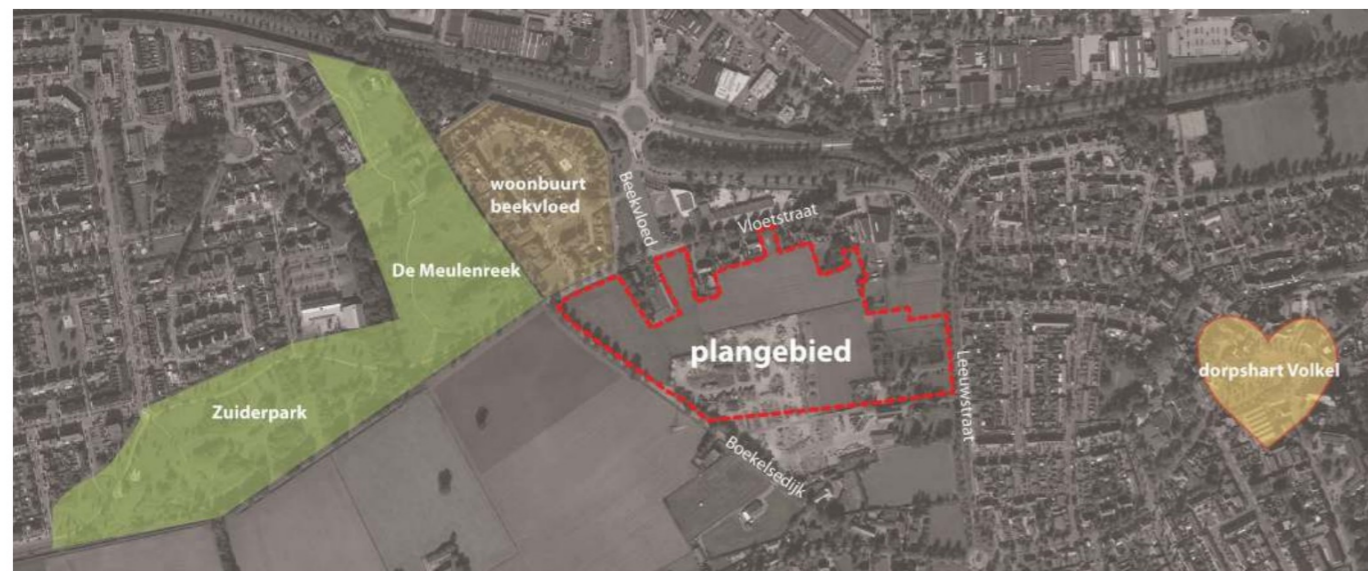 woonbuurt
beekvloed
Beekvloed
Vloetstraat
De Meulenreek
plangebied
Leeuwstraat
dorpshart Volkel
Zuiderpark
Boekelsedijk